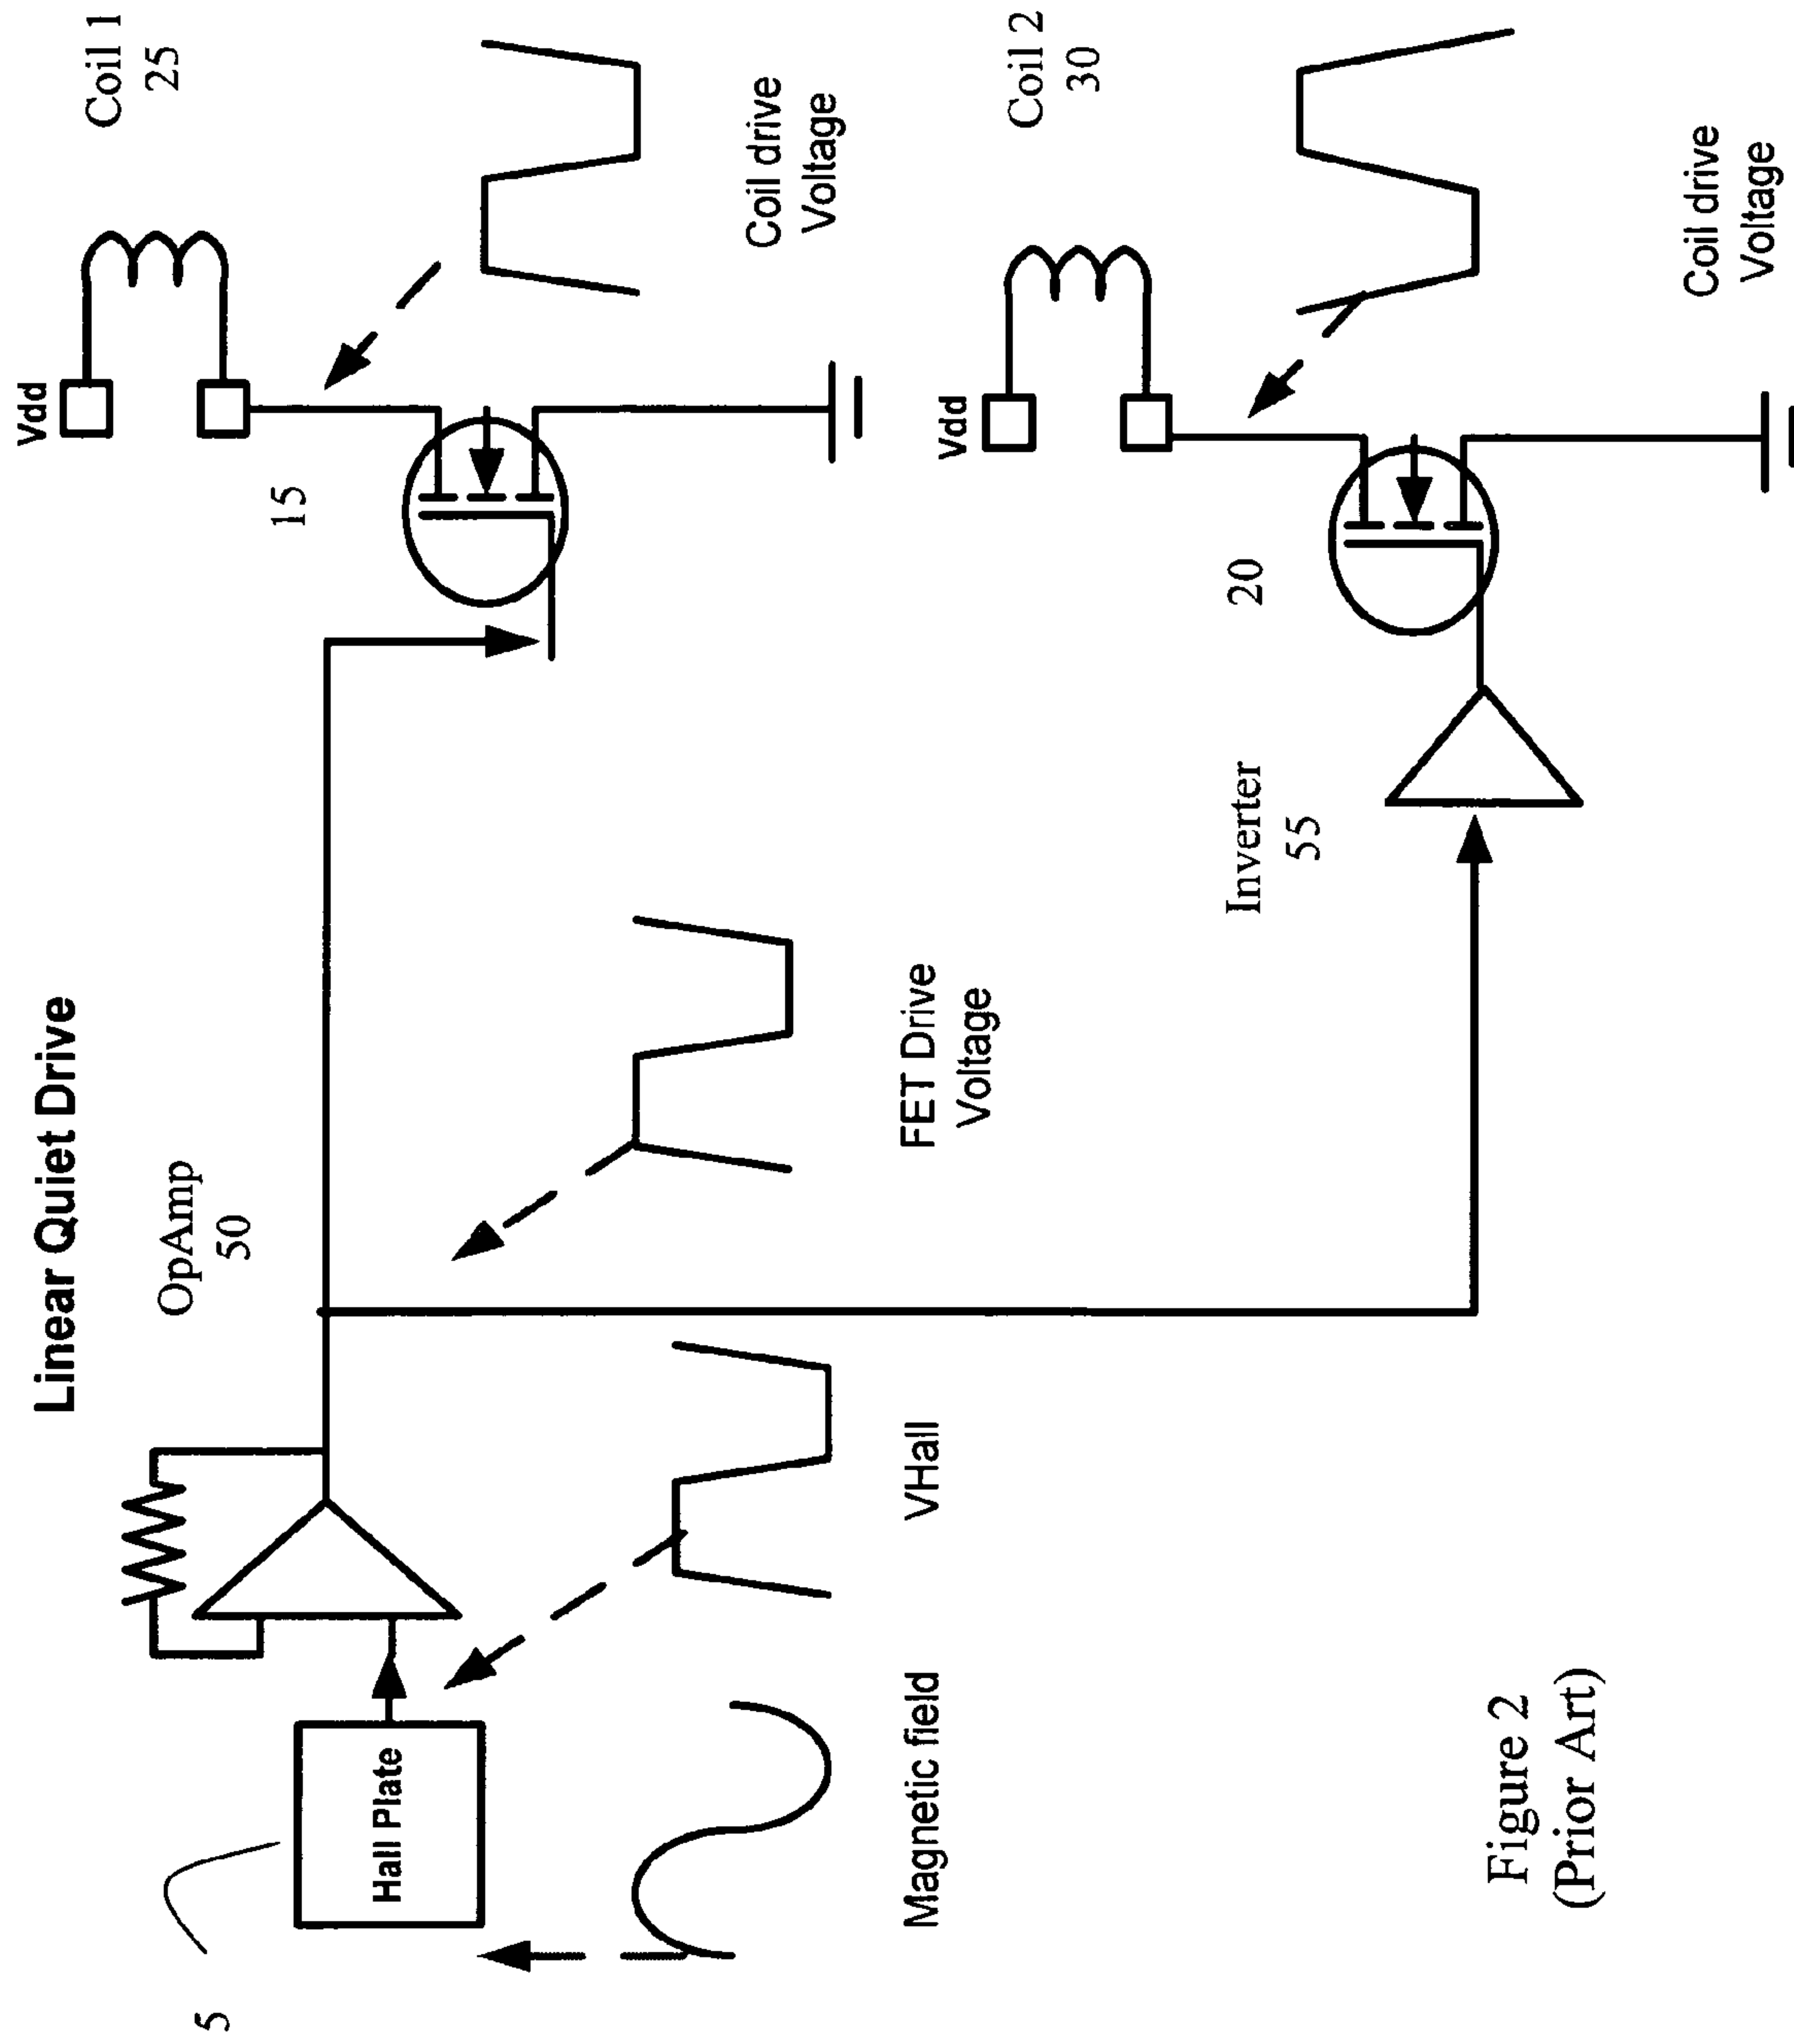 Linear Quiet Drive
OpAmp
50
5
Hall Plate
Magnetic field
VHall
FET Drive
Voltage
Vdd
15
Coil 1
25
Coil drive
Voltage
Inverter
55
20
Vdd
Coil 2
30
Coil drive
Voltage
Figure 2
(Prior Art)